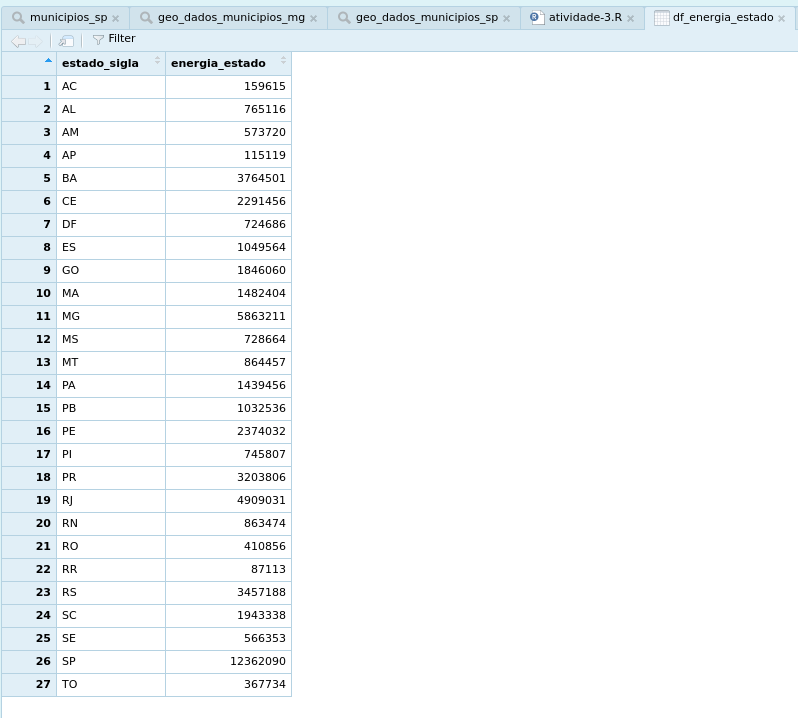 municipios_sp geo_dados_municipios_mg geo_dados_municipios_sp atividade-3.R df_energia_estado
Filter
estado_sigla energia_estado
1 AC 159615
2 AL 765116
3 AM 573720
4 AP 115119
5 BA 3764501
6 CE 2291456
7 DF 724686
8 ES 1049564
9 GO 1846060
10 MA 1482404
11 MG 5863211
12 MS 728664
13 MT 864457
14 PA 1439456
15 PB 1032536
16 PE 2374032
17 PI 745807
18 PR 3203806
19 RJ 4909031
20 RN 863474
21 RO 410856
22 RR 87113
23 RS 3457188
24 SC 1943338
25 SE 566353
26 SP 12362090
27 TO 367734